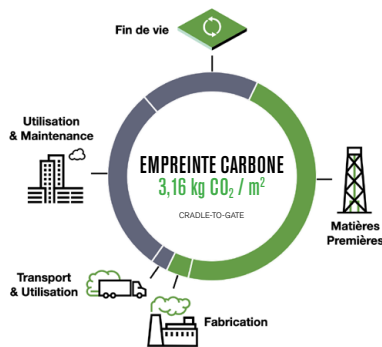 Fin de vie
Utilisation
& Maintenance
EMPREINTE CARBONE
3,16 kg CO₂ / m²
CRADLE-TO-GATE
Matières
Premières
Transport
& Utilisation
Fabrication